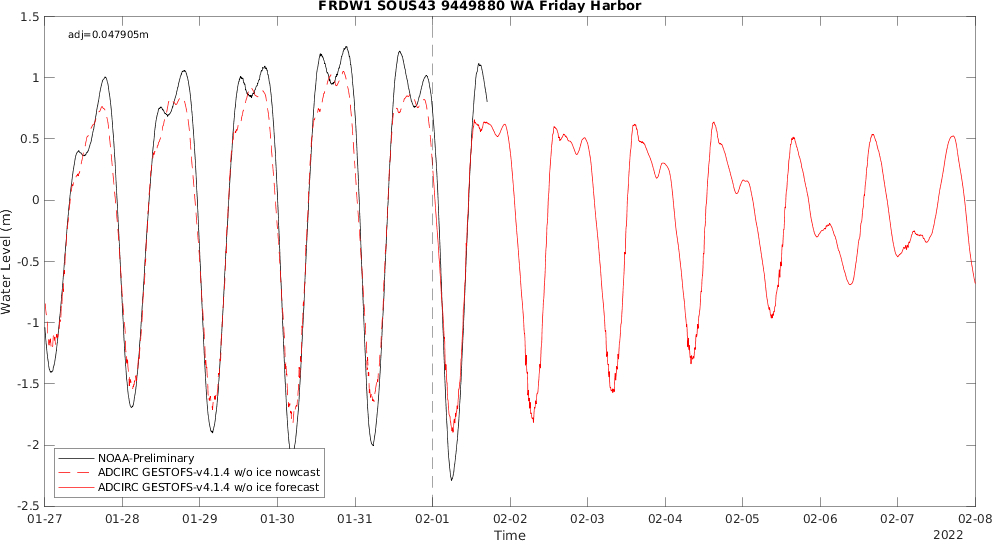 FRDW1 SOUS43 9449880 WA Friday Harbor
adj=0.047905m
1.5
1
0.5
0
-0.5
-1
-1.5
-2
-2.5
Water Level (m)
NOAA-Preliminary
ADCIRC GESTOFS-v4.1.4 w/o ice nowcast
ADCIRC GESTOFS-v4.1.4 w/o ice forecast
01-27 01-28 01-29 01-30 01-31 02-01 02-02 02-03 02-04 02-05 02-06 02-07 02-08
Time
2022